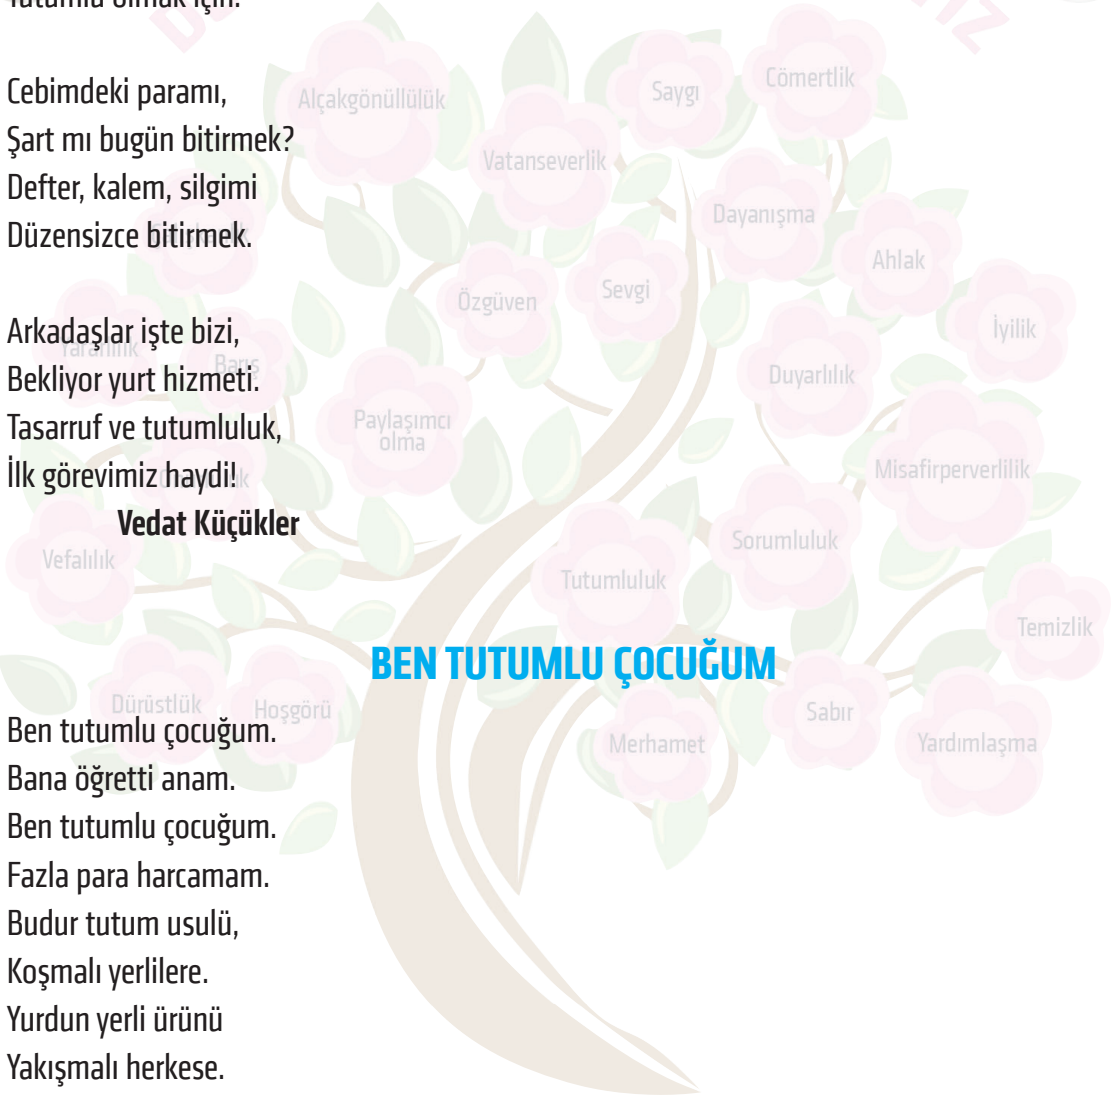 Tutumlu olmak için.
Cebimdeki paramı,
Şart mı bugün bitirmek?
Defter, kalem, silgimi
Düzensizce bitirmek.
Arkadaşlar işte bizi,
Bekliyor yurt hizmeti.
Tasarruf ve tutumluluk,
İlk görevimiz haydi!
Vedat Küçükler
BEN TUTUMLU ÇOCUĞUM
Ben tutumlu çocuğum.
Bana öğretti anam.
Ben tutumlu çocuğum.
Fazla para harcamam.
Budur tutum usulü,
Koşmalı yerlilere.
Yurdun yerli ürünü
Yakışmalı herkese.
Alçakgönüllülük
Saygı
Cömertlik
Vatanseverlik
Dayanışma
Ahlak
Özgüven
Sevgi
İyilik
Barış
Duyarlılık
Paylaşımcı
olma
Misafirperverlilik
Vefalılık
Sorumluluk
Tutumluluk
Temizlik
Dürüstlük
Hoşgörü
Sabır
Merhamet
Yardımlaşma